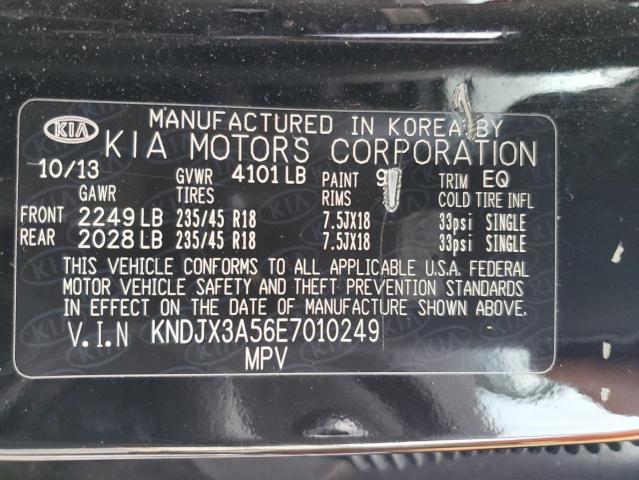 KIA
MANUFACTURED IN KOREA BY
KIA MOTORS CORPORATION
10/13 GVWR 4101 LB PAINT TRIM EQ
GAWR TIRES RIMS COLD TIRE INFL
FRONT 2249 LB 235/45 R18 7.5JX18 33psi SINGLE
REAR 2028 LB 235/45 R18 7.5JX18 33psi SINGLE
THIS VEHICLE CONFORMS TO ALL APPLICABLE U.S.A. FEDERAL
MOTOR VEHICLE SAFETY AND THEFT PREVENTION STANDARDS
IN EFFECT ON THE DATE OF MANUFACTURE SHOWN ABOVE.
V.I.N KNDJX3A56E7010249
MPV